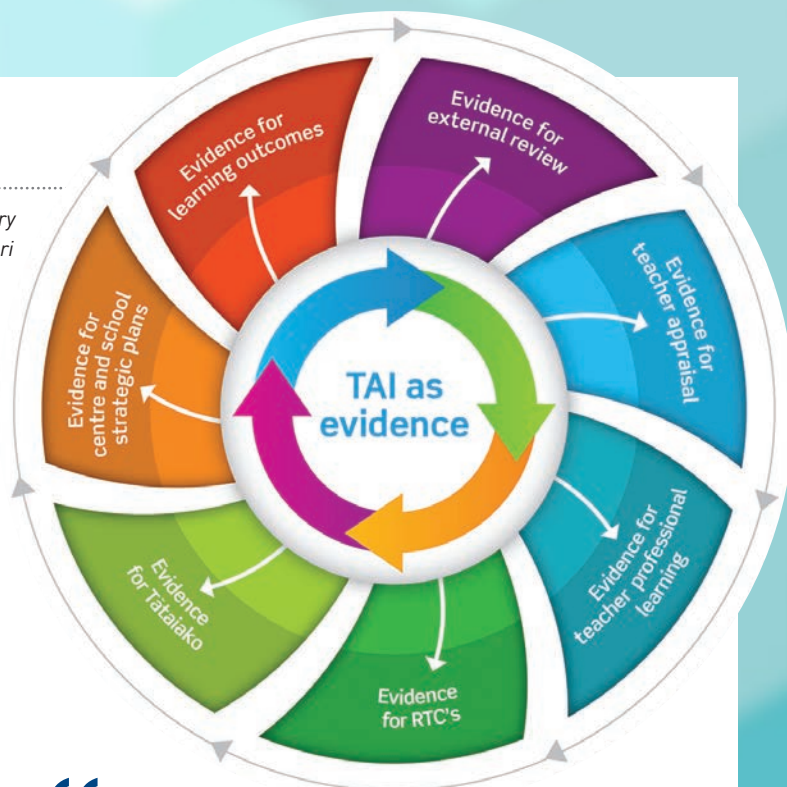 ry
ri
Evidence for
external review
Evidence for
teacher appraisal
Evidence for
teacher professional
learning
Evidence
for RTC's
Evidence
for Tātaiako
Evidence for
centre and school
strategic plans
Evidence for
learning outcomes
TAI as
evidence
“